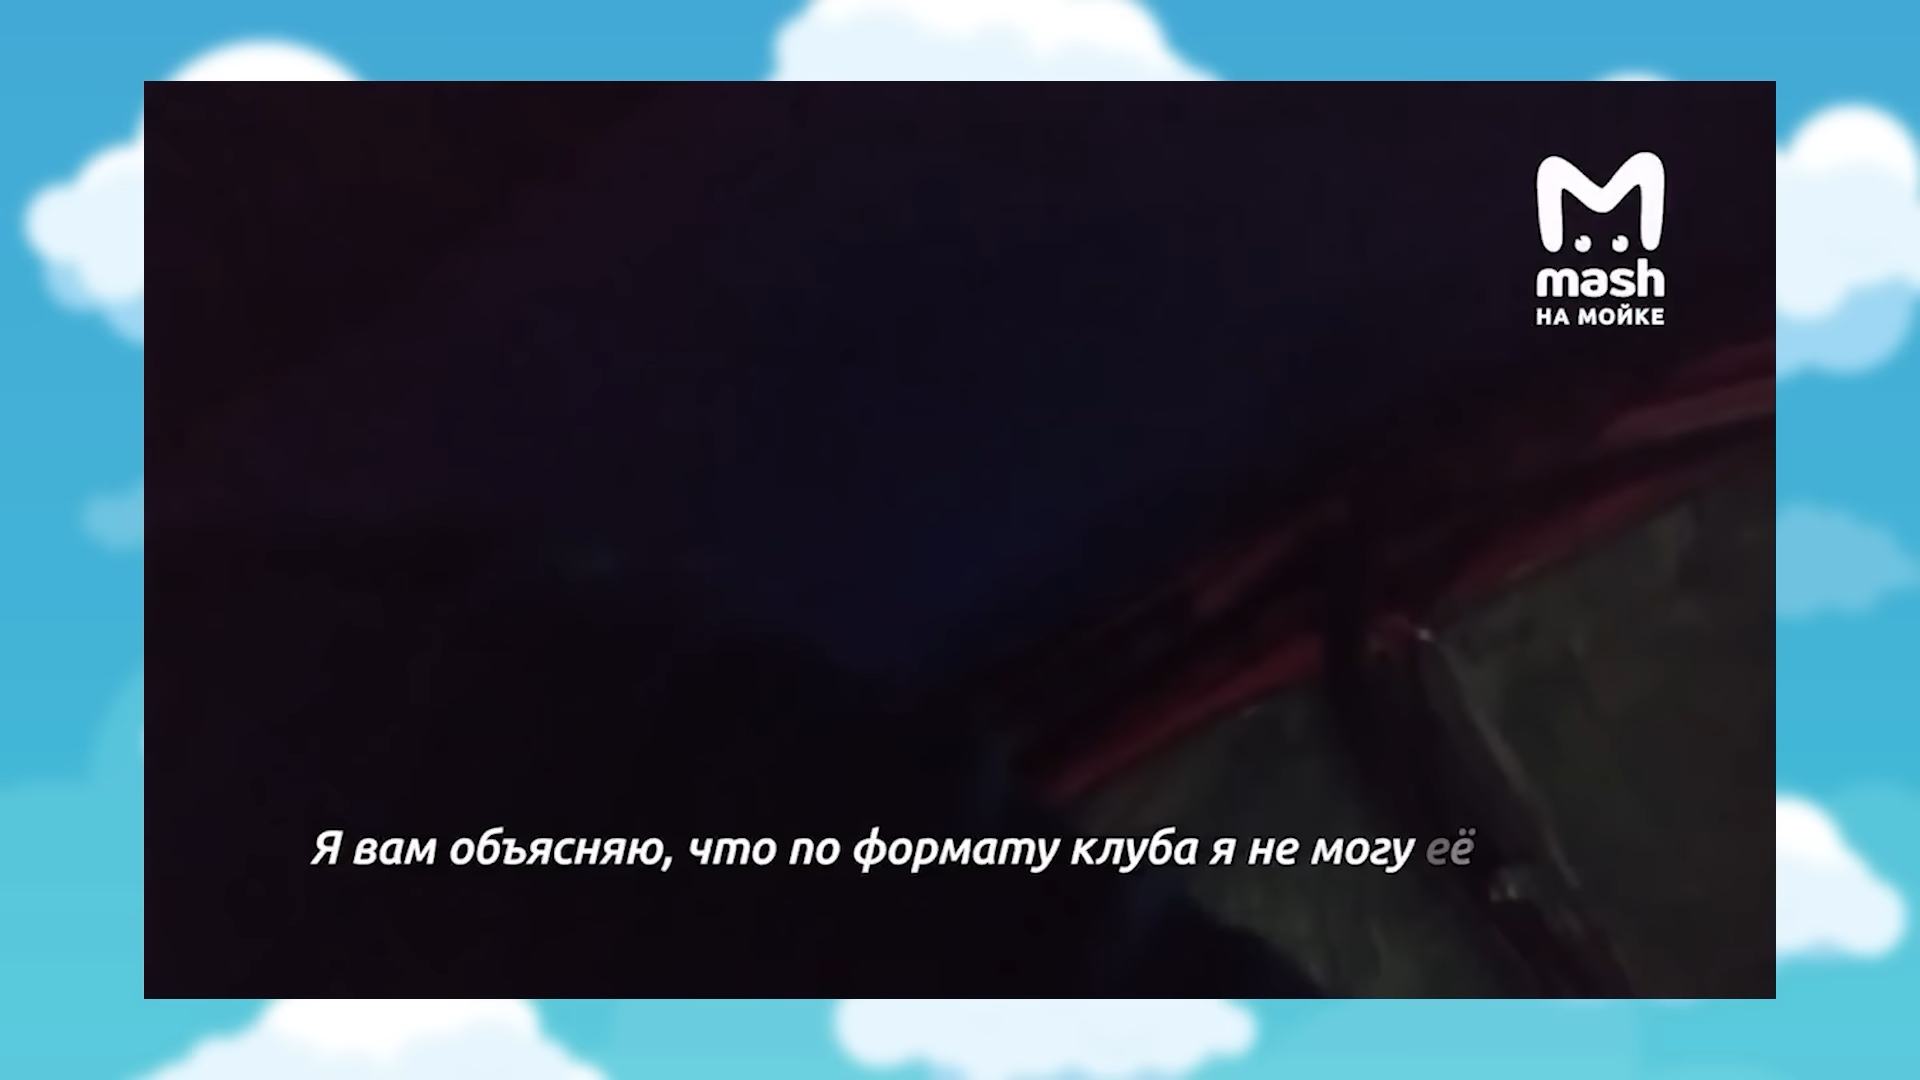 mash
НА МОЙКЕ
Я вам объясняю, что по формату клуба я не могу её